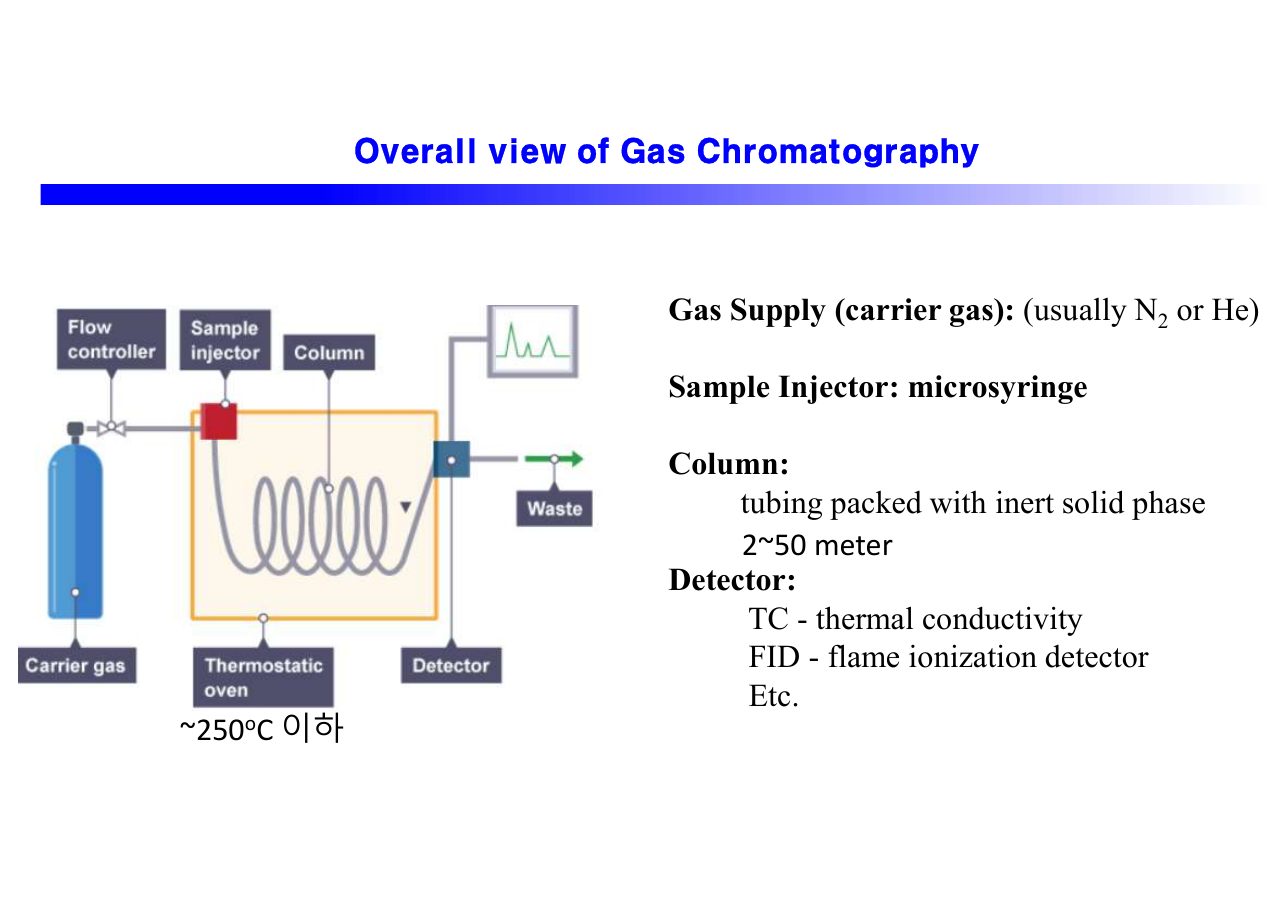 Overall view of Gas Chromatography
Flow
controller
Sample
injector
Column
Waste
Carrier gas
Thermostatic
oven
Detector
~250°C 이하
Gas Supply (carrier gas): (usually N₂ or He)
Sample Injector: microsyringe
Column:
tubing packed with inert solid phase
2~50 meter
Detector:
TC - thermal conductivity
FID - flame ionization detector
Etc.